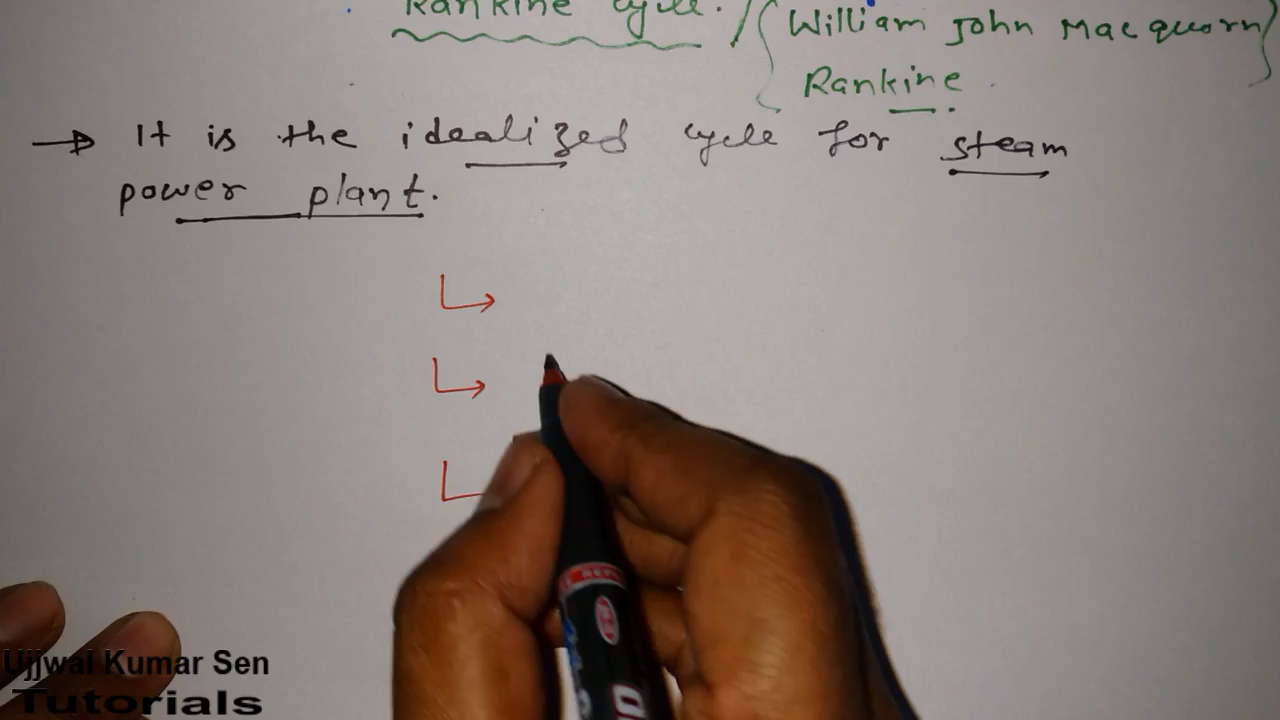 Rankine cycle. / ( William John Macquorn
Rankine. )
→ It is the idealized cycle for steam
power plant.
Ujjwal Kumar Sen
Tutorials